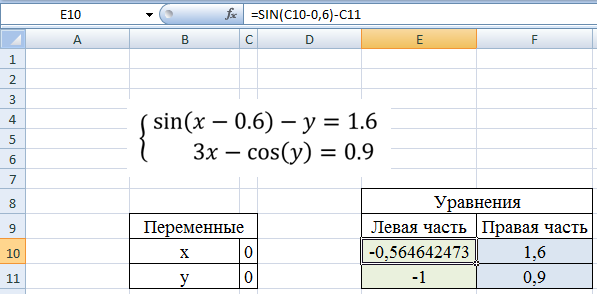 E10 fx =SIN(C10-0,6)-C11
A B C D E F
1
2
3
4 sin(x − 0.6) − y = 1.6
5
6 3x − cos(y) = 0.9
7
8 Уравнения
9 Переменные Левая часть Правая часть
10 x 0 -0,564642473 1,6
11 y 0 -1 0,9